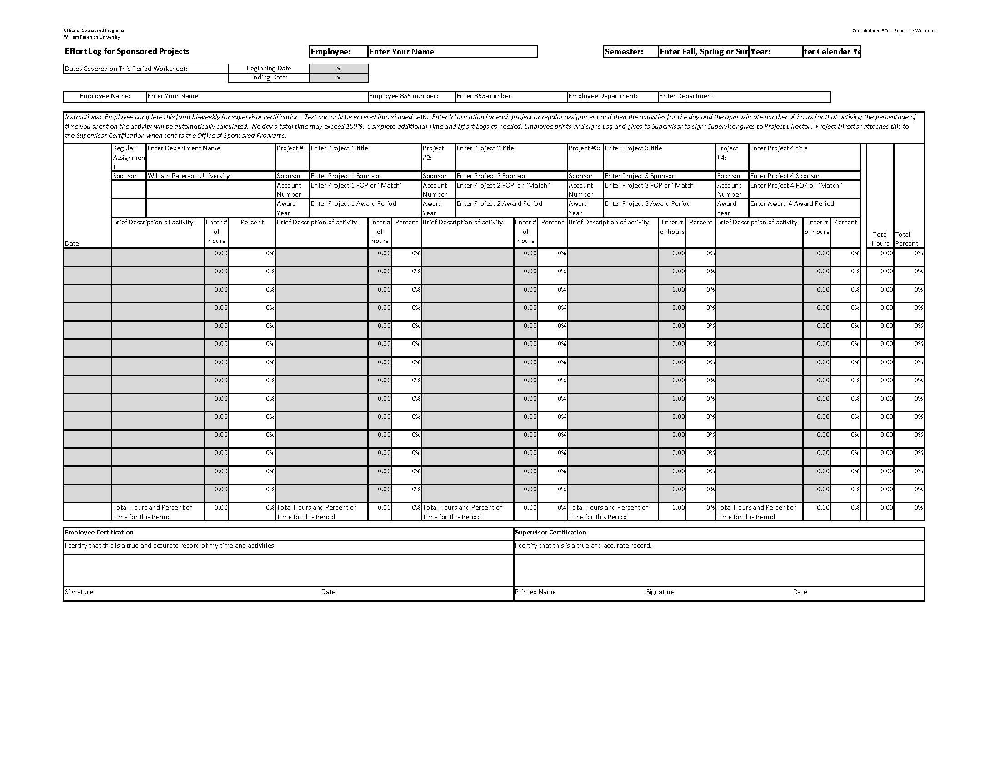 Office of Sponsored Programs
William Paterson University
Consolodated Effort Reporting Workbook
Effort Log for Sponsored Projects Employee: Enter Your Name Semester: Enter Fall, Spring or Sur Year: ter Calendar Ye
Dates Covered on This Period Worksheet: Beginning Date x
Ending Date: x
Employee Name: Enter Your Name Employee 855 number: Enter 855-number Employee Department: Enter Department
Instructions: Employee complete this form bi-weekly for supervisor certification. Text can only be entered into shaded cells. Enter Information for each project or regular assignment and then the activities for the day and the approximate number of hours for that activity; the percentage of
time you spent on the activity will be automatically calculated. No day's total time may exceed 100%. Complete additional Time and Effort Logs as needed. Employee prints and signs Log and gives to Supervisor to sign; Supervisor gives to Project Director. Project Director attaches this to
the Supervisor Certification when sent to the Office of Sponsored Programs.
Regular Assignment Enter Department Name Project #1 Enter Project 1 title Project #2: Enter Project 2 title Project #3: Enter Project 3 title Project #4: Enter Project 4 title
Sponsor William Paterson University Sponsor Enter Project 1 Sponsor Sponsor Enter Project 2 Sponsor Sponsor Enter Project 3 Sponsor Sponsor Enter Project 4 Sponsor
Account Number Enter Project 1 FOP or "Match" Account Number Enter Project 2 FOP or "Match" Account Number Enter Project 3 FOP or "Match" Account Number Enter Project 4 FOP or "Match"
Award Year Enter Project 1 Award Period Award Year Enter Project 2 Award Period Award Year Enter Project 3 Award Period Award Year Enter Award 4 Award Period
Date Brief Description of activity Enter # of hours Percent Brief Description of activity Enter # of hours Percent Brief Description of activity Enter # of hours Percent Brief Description of activity Enter # of hours Percent Brief Description of activity Enter # of hours Percent Total Hours Total Percent
0.00 0% 0.00 0% 0.00 0% 0.00 0% 0.00 0% 0.00 0%
0.00 0% 0.00 0% 0.00 0% 0.00 0% 0.00 0% 0.00 0%
0.00 0% 0.00 0% 0.00 0% 0.00 0% 0.00 0% 0.00 0%
0.00 0% 0.00 0% 0.00 0% 0.00 0% 0.00 0% 0.00 0%
0.00 0% 0.00 0% 0.00 0% 0.00 0% 0.00 0% 0.00 0%
0.00 0% 0.00 0% 0.00 0% 0.00 0% 0.00 0% 0.00 0%
0.00 0% 0.00 0% 0.00 0% 0.00 0% 0.00 0% 0.00 0%
0.00 0% 0.00 0% 0.00 0% 0.00 0% 0.00 0% 0.00 0%
0.00 0% 0.00 0% 0.00 0% 0.00 0% 0.00 0% 0.00 0%
0.00 0% 0.00 0% 0.00 0% 0.00 0% 0.00 0% 0.00 0%
0.00 0% 0.00 0% 0.00 0% 0.00 0% 0.00 0% 0.00 0%
0.00 0% 0.00 0% 0.00 0% 0.00 0% 0.00 0% 0.00 0%
0.00 0% 0.00 0% 0.00 0% 0.00 0% 0.00 0% 0.00 0%
0.00 0% 0.00 0% 0.00 0% 0.00 0% 0.00 0% 0.00 0%
Total Hours and Percent of Time for this Period 0.00 0% Total Hours and Percent of Time for this Period 0.00 0% Total Hours and Percent of Time for this Period 0.00 0% Total Hours and Percent of Time for this Period 0.00 0% Total Hours and Percent of Time for this Period 0.00 0% 0.00 0%
Employee Certification Supervisor Certification
I certify that this is a true and accurate record of my time and activities. I certify that this is a true and accurate record.
Signature Date Printed Name Signature Date